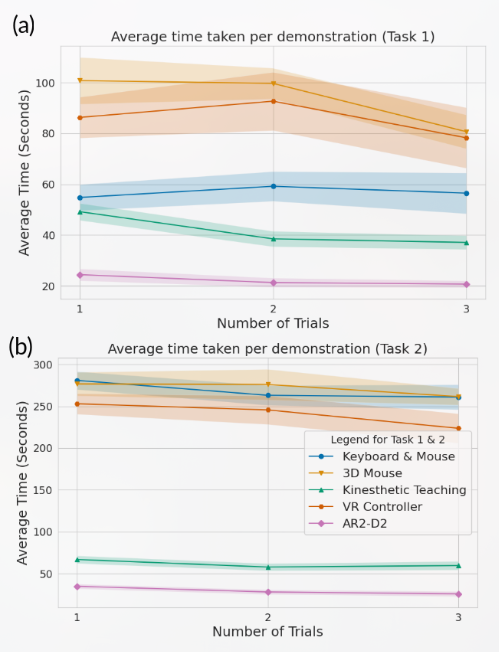 (a)
Average time taken per demonstration (Task 1)
Average Time (Seconds)
100
80
60
40
20
1
2
3
Number of Trials
(b)
Average time taken per demonstration (Task 2)
Average Time (Seconds)
300
250
200
150
100
50
Legend for Task 1 & 2
Keyboard & Mouse
3D Mouse
Kinesthetic Teaching
VR Controller
AR2-D2
1
2
3
Number of Trials